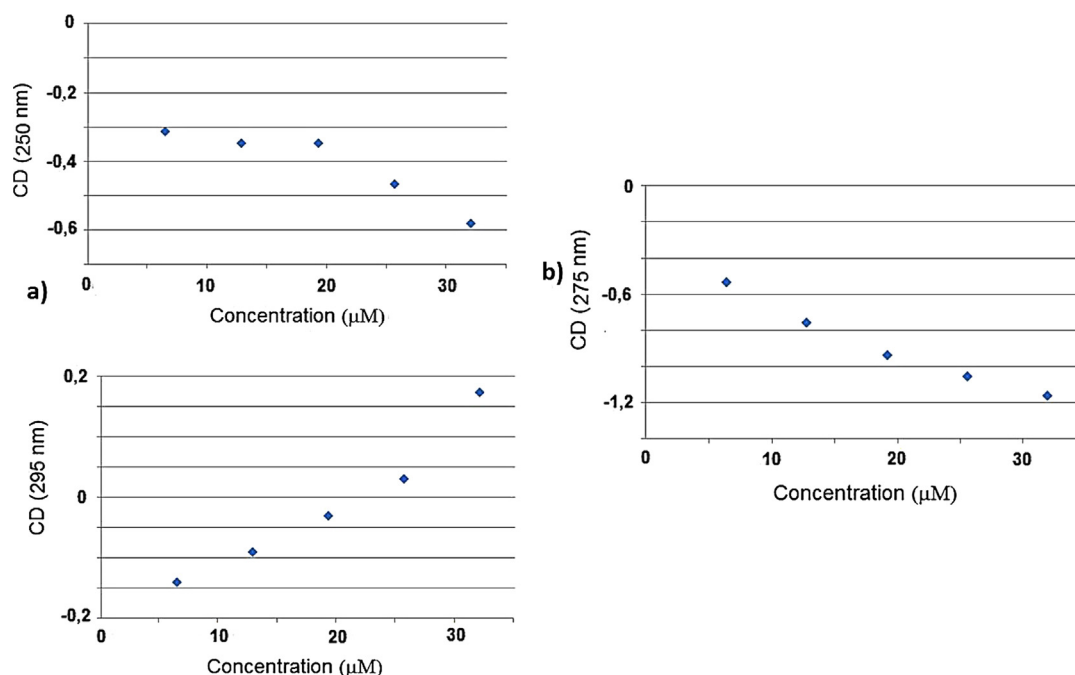 0
-0,2
-0,4
-0,6
CD (250 nm)
0 10 20 30
Concentration (μM)
a)
0,2
0
-0,2
CD (295 nm)
0 10 20 30
Concentration (μM)
b)
0
-0,6
-1,2
CD (275 nm)
0 10 20 30
Concentration (μM)